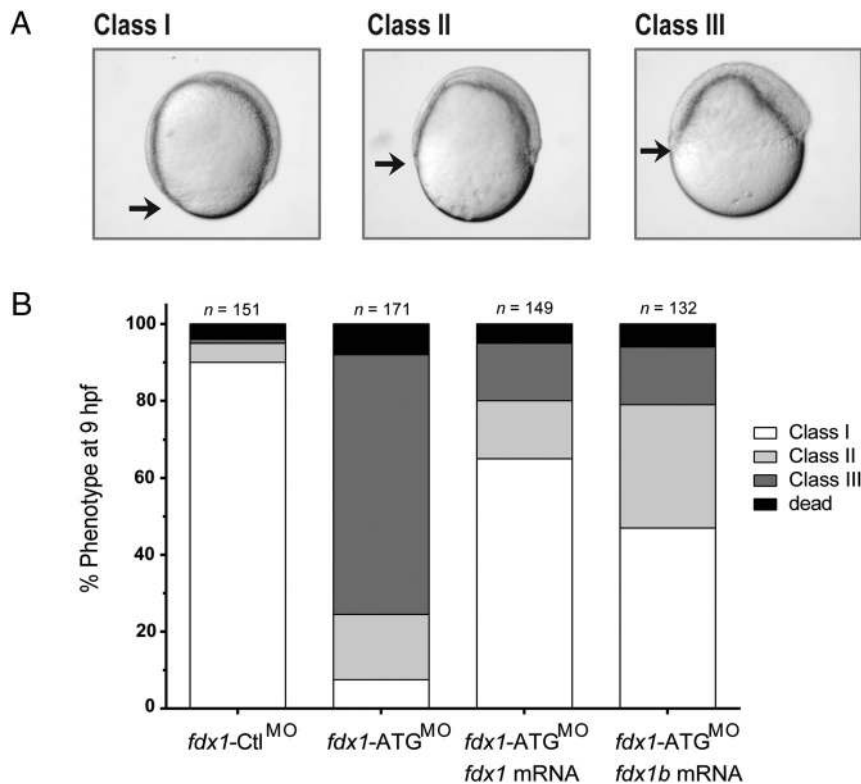 A
Class I
Class II
Class III
B
n = 151
n = 171
n = 149
n = 132
% Phenotype at 9 hpf
100
80
60
40
20
0
Class I
Class II
Class III
dead
fdx1-Ctl MO
fdx1-ATG MO
fdx1-ATG MO
fdx1 mRNA
fdx1-ATG MO
fdx1b mRNA